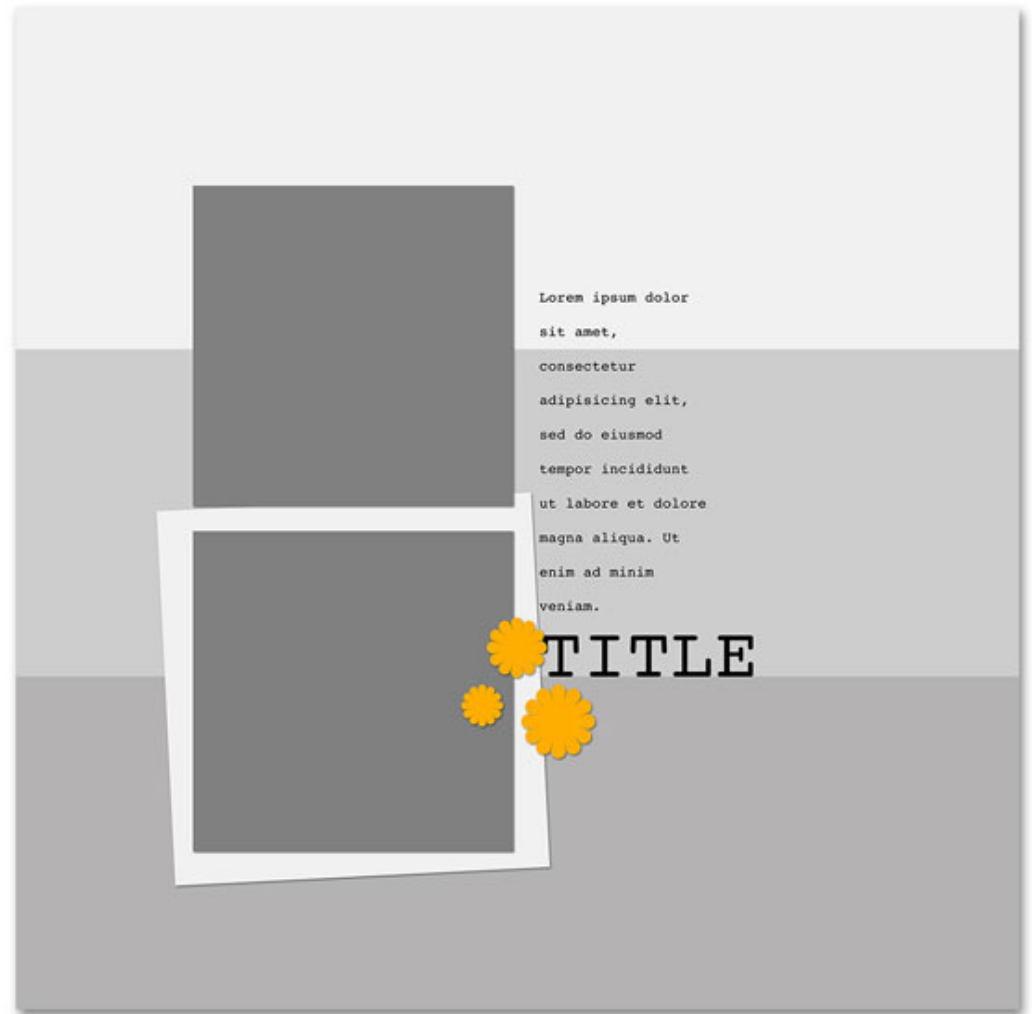 Lorem ipsum dolor
sit amet,
consectetur
adipisicing elit,
sed do eiusmod
tempor incididunt
ut labore et dolore
magna aliqua. Ut
enim ad minim
veniam.
TITLE